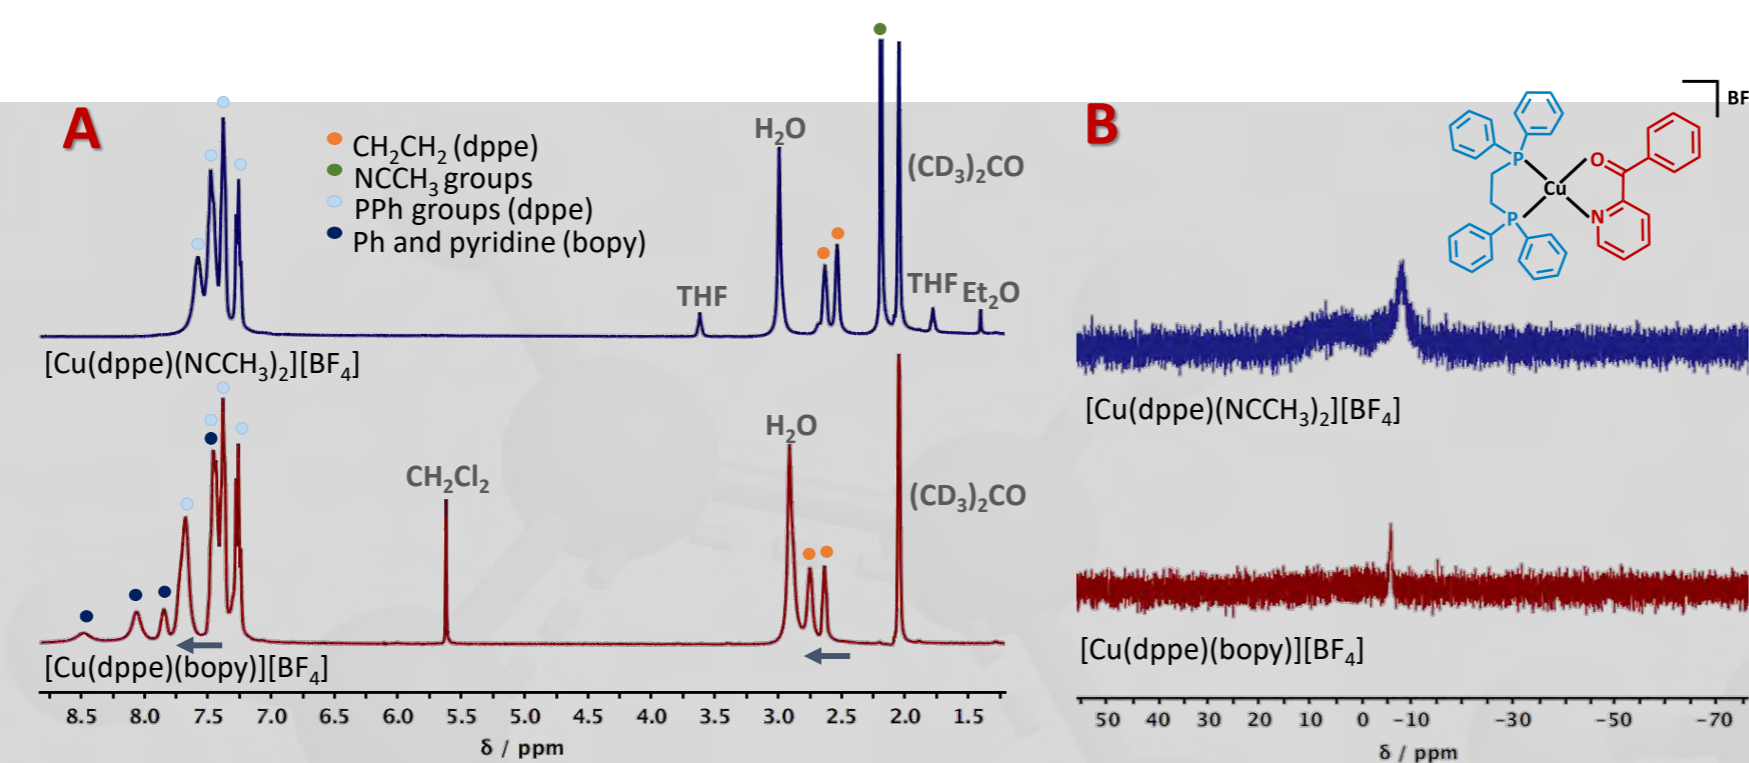 A
CH₂CH₂ (dppe)
NCCH₃ groups
PPh groups (dppe)
Ph and pyridine (bopy)
THF
H₂O
(CD₃)₂CO
THF
Et₂O
[Cu(dppe)(NCCH₃)₂][BF₄]
CH₂Cl₂
H₂O
(CD₃)₂CO
[Cu(dppe)(bopy)][BF₄]
8.5 8.0 7.5 7.0 6.5 6.0 5.5 5.0 4.5 4.0 3.5 3.0 2.5 2.0 1.5
δ / ppm
B
BF
P
O
Cu
P
N
[Cu(dppe)(NCCH₃)₂][BF₄]
[Cu(dppe)(bopy)][BF₄]
50 40 30 20 10 0 -10 -30 -50 -70
δ / ppm